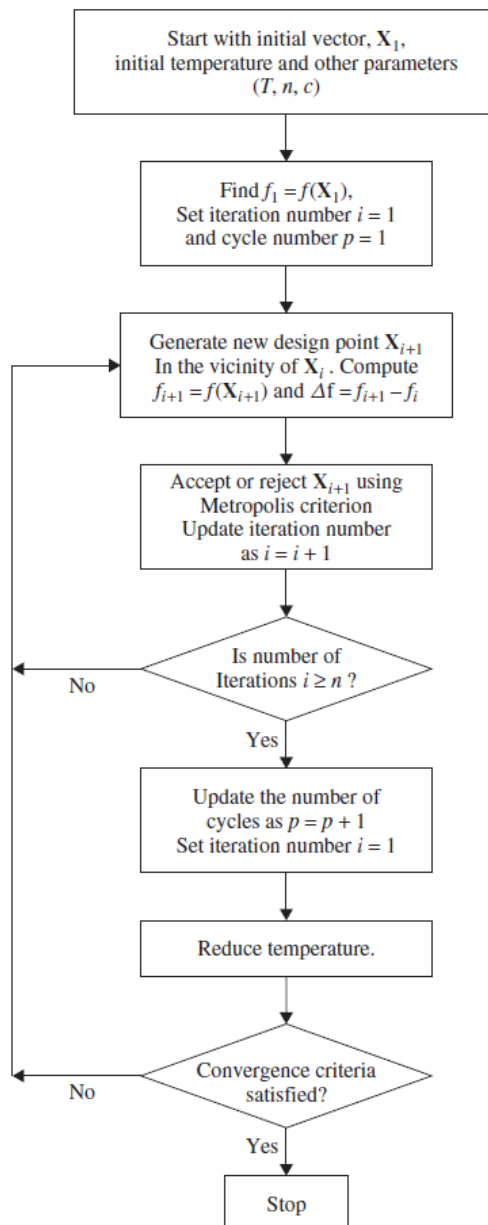 Start with initial vector, X₁,
initial temperature and other parameters
(T, n, c)
Find f₁ = f(X₁),
Set iteration number i = 1
and cycle number p = 1
Generate new design point Xᵢ₊₁
In the vicinity of Xᵢ . Compute
fᵢ₊₁ = f(Xᵢ₊₁) and Δf = fᵢ₊₁ – fᵢ
Accept or reject Xᵢ₊₁ using
Metropolis criterion
Update iteration number
as i = i + 1
Is number of
Iterations i ≥ n ?
No
Yes
Update the number of
cycles as p = p + 1
Set iteration number i = 1
Reduce temperature.
Convergence criteria
satisfied?
No
Yes
Stop